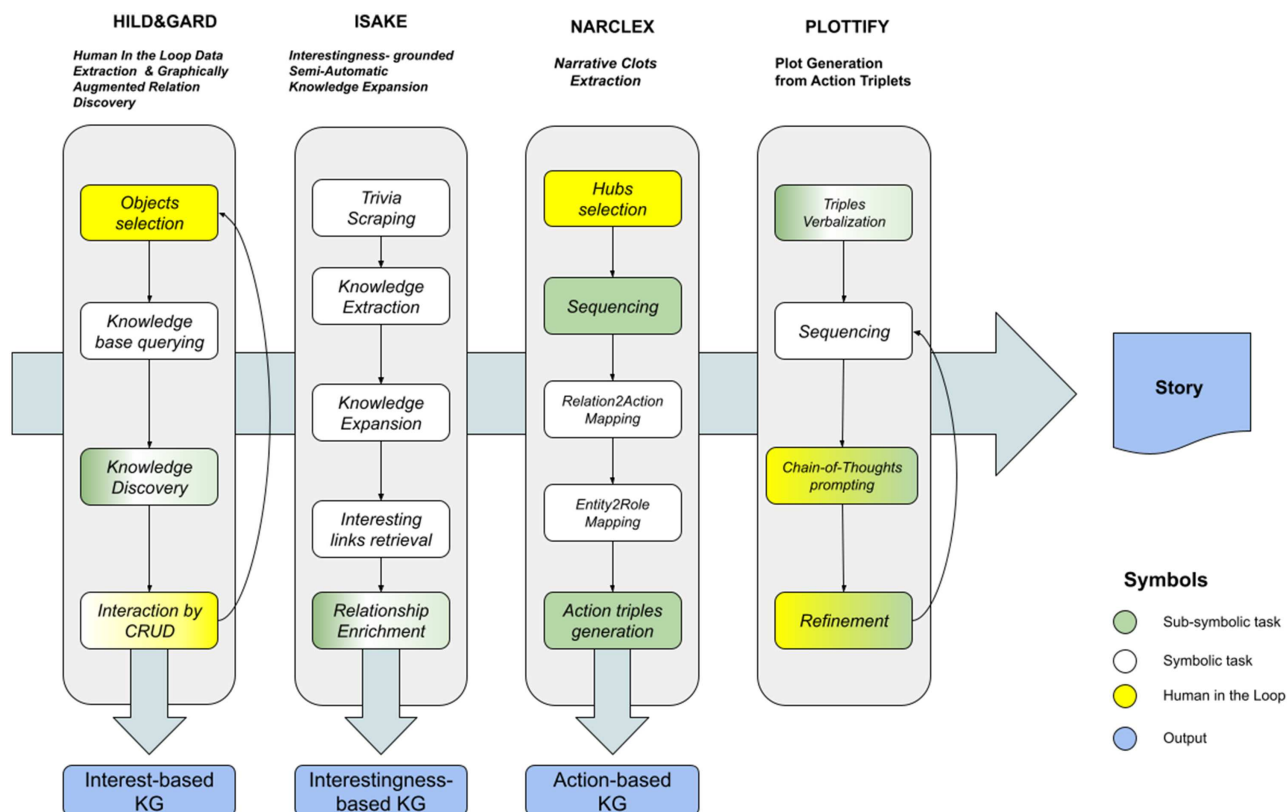 HILD&GARD
Human In the Loop Data
Extraction & Graphically
Augmented Relation
Discovery
Objects
selection
Knowledge
base querying
Knowledge
Discovery
Interaction by
CRUD
Interest-based
KG
ISAKE
Interestingness- grounded
Semi-Automatic
Knowledge Expansion
Trivia
Scraping
Knowledge
Extraction
Knowledge
Expansion
Interesting
links retrieval
Relationship
Enrichment
Interestingness-
based KG
NARCLEX
Narrative Clots
Extraction
Hubs
selection
Sequencing
Relation2Action
Mapping
Entity2Role
Mapping
Action triples
generation
Action-based
KG
PLOTTIFY
Plot Generation
from Action Triplets
Triples
Verbalization
Sequencing
Chain-of-Thoughts
prompting
Refinement
Story
Symbols
Sub-symbolic task
Symbolic task
Human in the Loop
Output